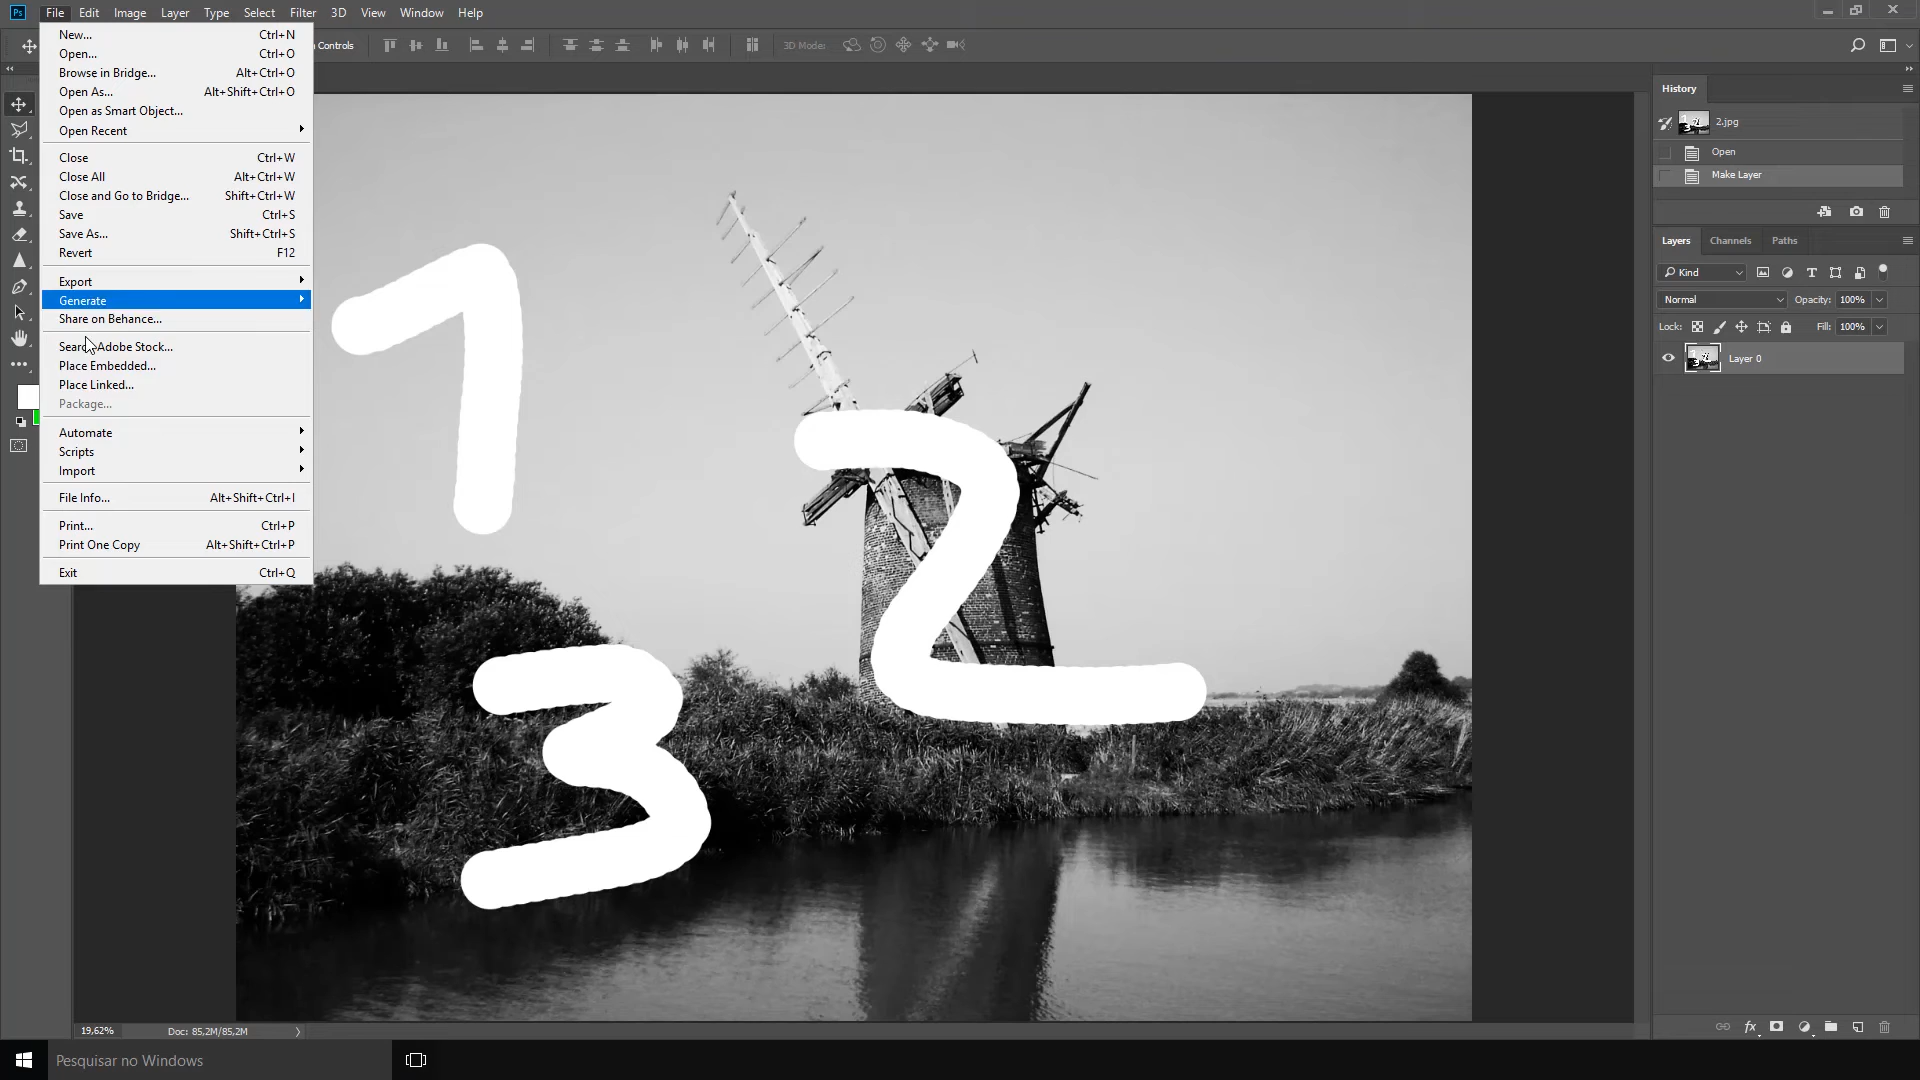 Ps File Edit Image Layer Type Select Filter 3D View Window Help
Controls 3D Mode:
New... Ctrl+N
Open... Ctrl+O
Browse in Bridge... Alt+Ctrl+O
Open As... Alt+Shift+Ctrl+O
Open as Smart Object...
Open Recent
Close Ctrl+W
Close All Alt+Ctrl+W
Close and Go to Bridge... Shift+Ctrl+W
Save Ctrl+S
Save As... Shift+Ctrl+S
Revert F12
Export
Generate
Share on Behance...
Search Adobe Stock...
Place Embedded...
Place Linked...
Package...
Automate
Scripts
Import
File Info... Alt+Shift+Ctrl+I
Print... Ctrl+P
Print One Copy Alt+Shift+Ctrl+P
Exit Ctrl+Q
1
2
3
History
2.jpg
Open
Make Layer
Layers Channels Paths
Kind
Normal Opacity: 100%
Lock: Fill: 100%
Layer 0
19,62% Doc: 85,2M/85,2M
Pesquisar no Windows